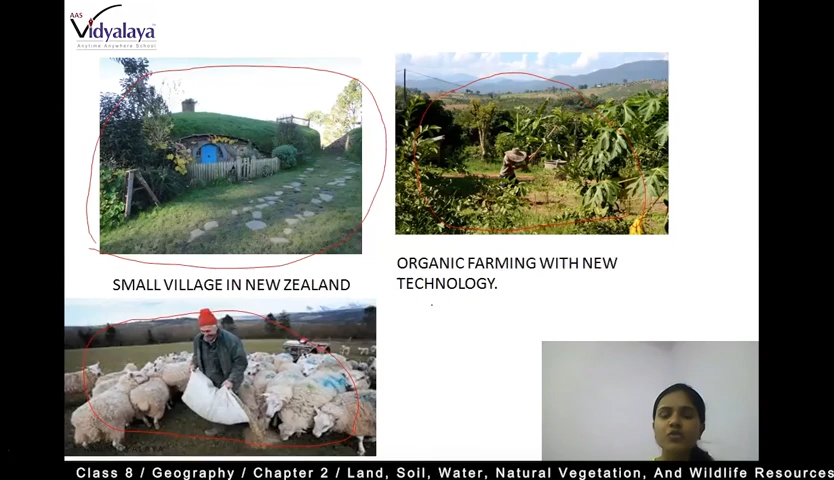 AAS
Vidyalaya
Anytime Anywhere School
SMALL VILLAGE IN NEW ZEALAND
ORGANIC FARMING WITH NEW
TECHNOLOGY.
Class 8 / Geography / Chapter 2 / Land, Soil, Water, Natural Vegetation, And Wildlife Resources